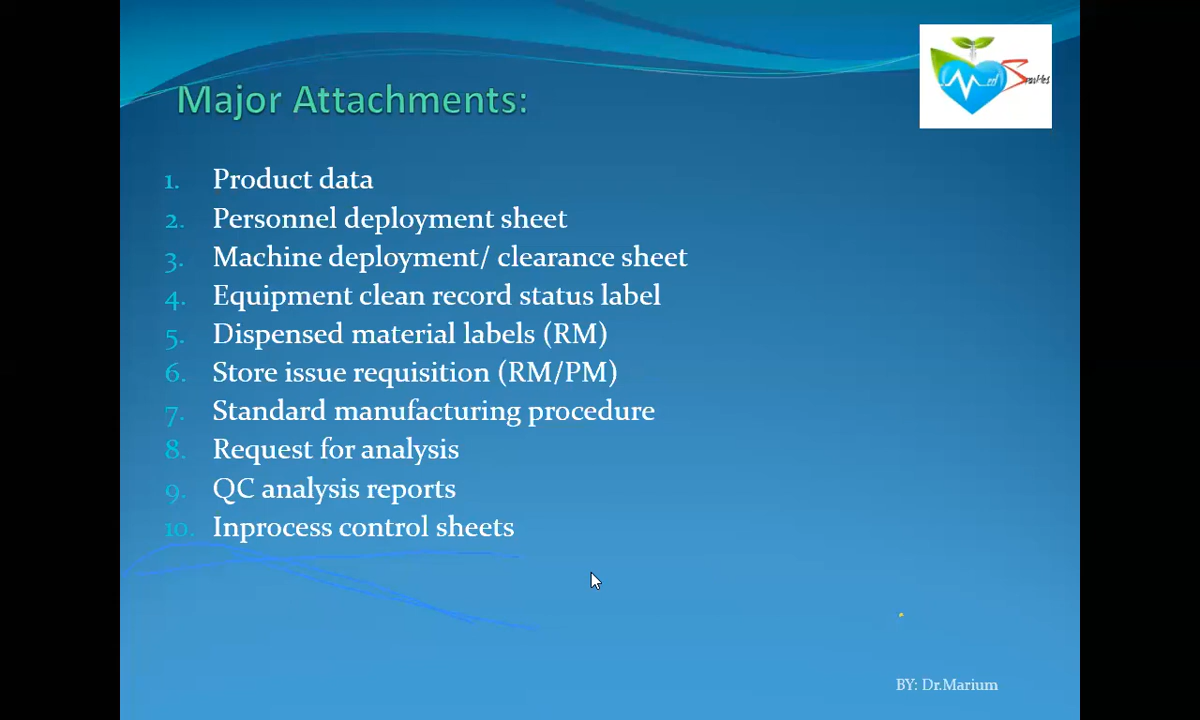 Major Attachments:
1. Product data
2. Personnel deployment sheet
3. Machine deployment/ clearance sheet
4. Equipment clean record status label
5. Dispensed material labels (RM)
6. Store issue requisition (RM/PM)
7. Standard manufacturing procedure
8. Request for analysis
9. QC analysis reports
10. Inprocess control sheets
BY: Dr.Marium